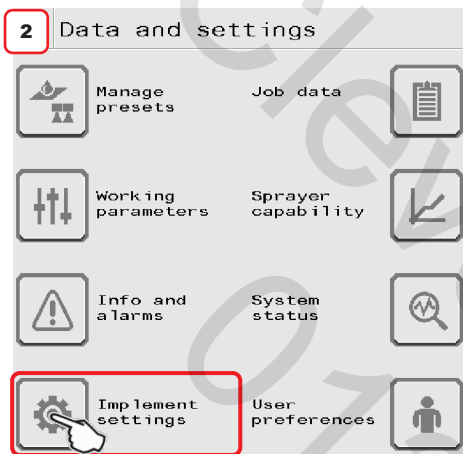 2 Data and settings
Manage
presets
Job data
Working
parameters
Sprayer
capability
Info and
alarms
System
status
Implement
settings
User
preferences